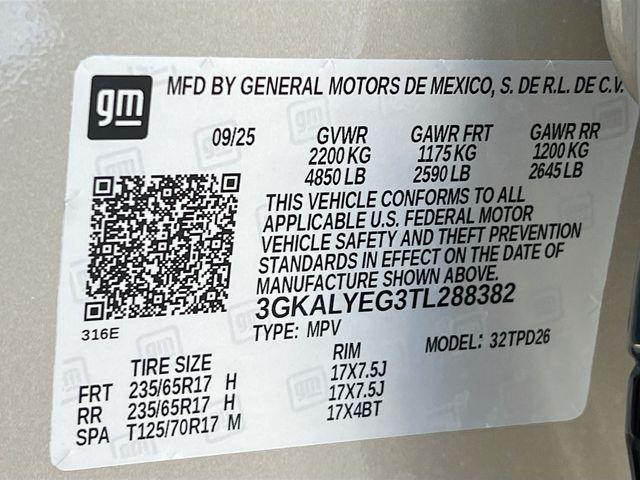 gm
MFD BY GENERAL MOTORS DE MEXICO, S. DE R.L. DE C.V.
09/25 GVWR GAWR FRT GAWR RR
2200 KG 1175 KG 1200 KG
4850 LB 2590 LB 2645 LB
THIS VEHICLE CONFORMS TO ALL
APPLICABLE U.S. FEDERAL MOTOR
VEHICLE SAFETY AND THEFT PREVENTION
STANDARDS IN EFFECT ON THE DATE OF
MANUFACTURE SHOWN ABOVE.
3GKALYEG3TL288382
316E
TYPE: MPV MODEL: 32TPD26
TIRE SIZE RIM
FRT 235/65R17 H 17X7.5J
RR 235/65R17 H 17X7.5J
SPA T125/70R17 M 17X4BT